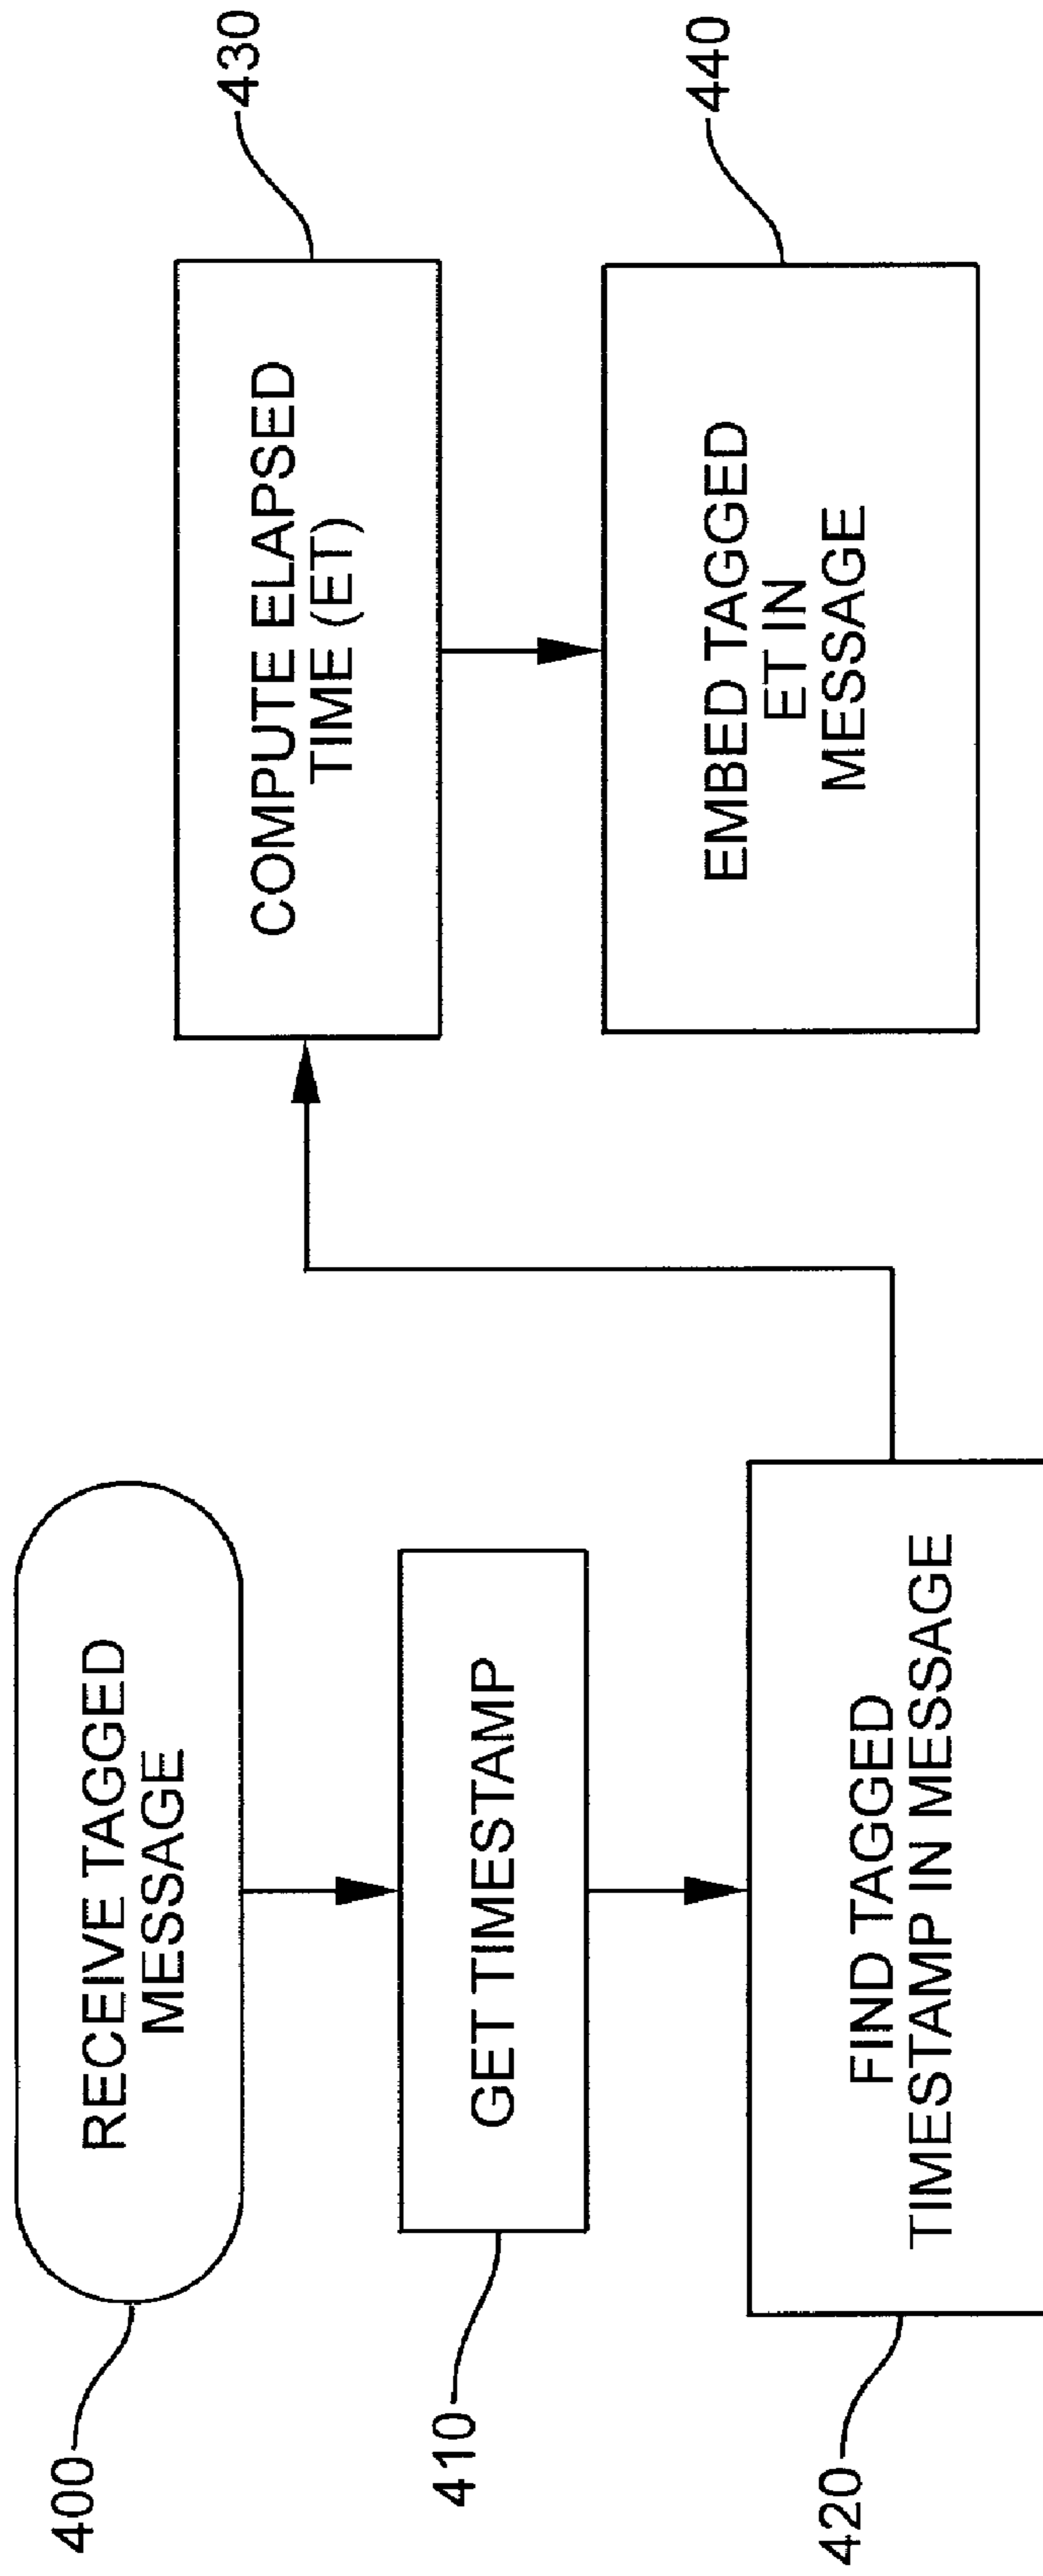 400
RECEIVE TAGGED
MESSAGE
410
GET TIMESTAMP
420
FIND TAGGED
TIMESTAMP IN MESSAGE
430
COMPUTE ELAPSED
TIME (ET)
440
EMBED TAGGED
ET IN
MESSAGE